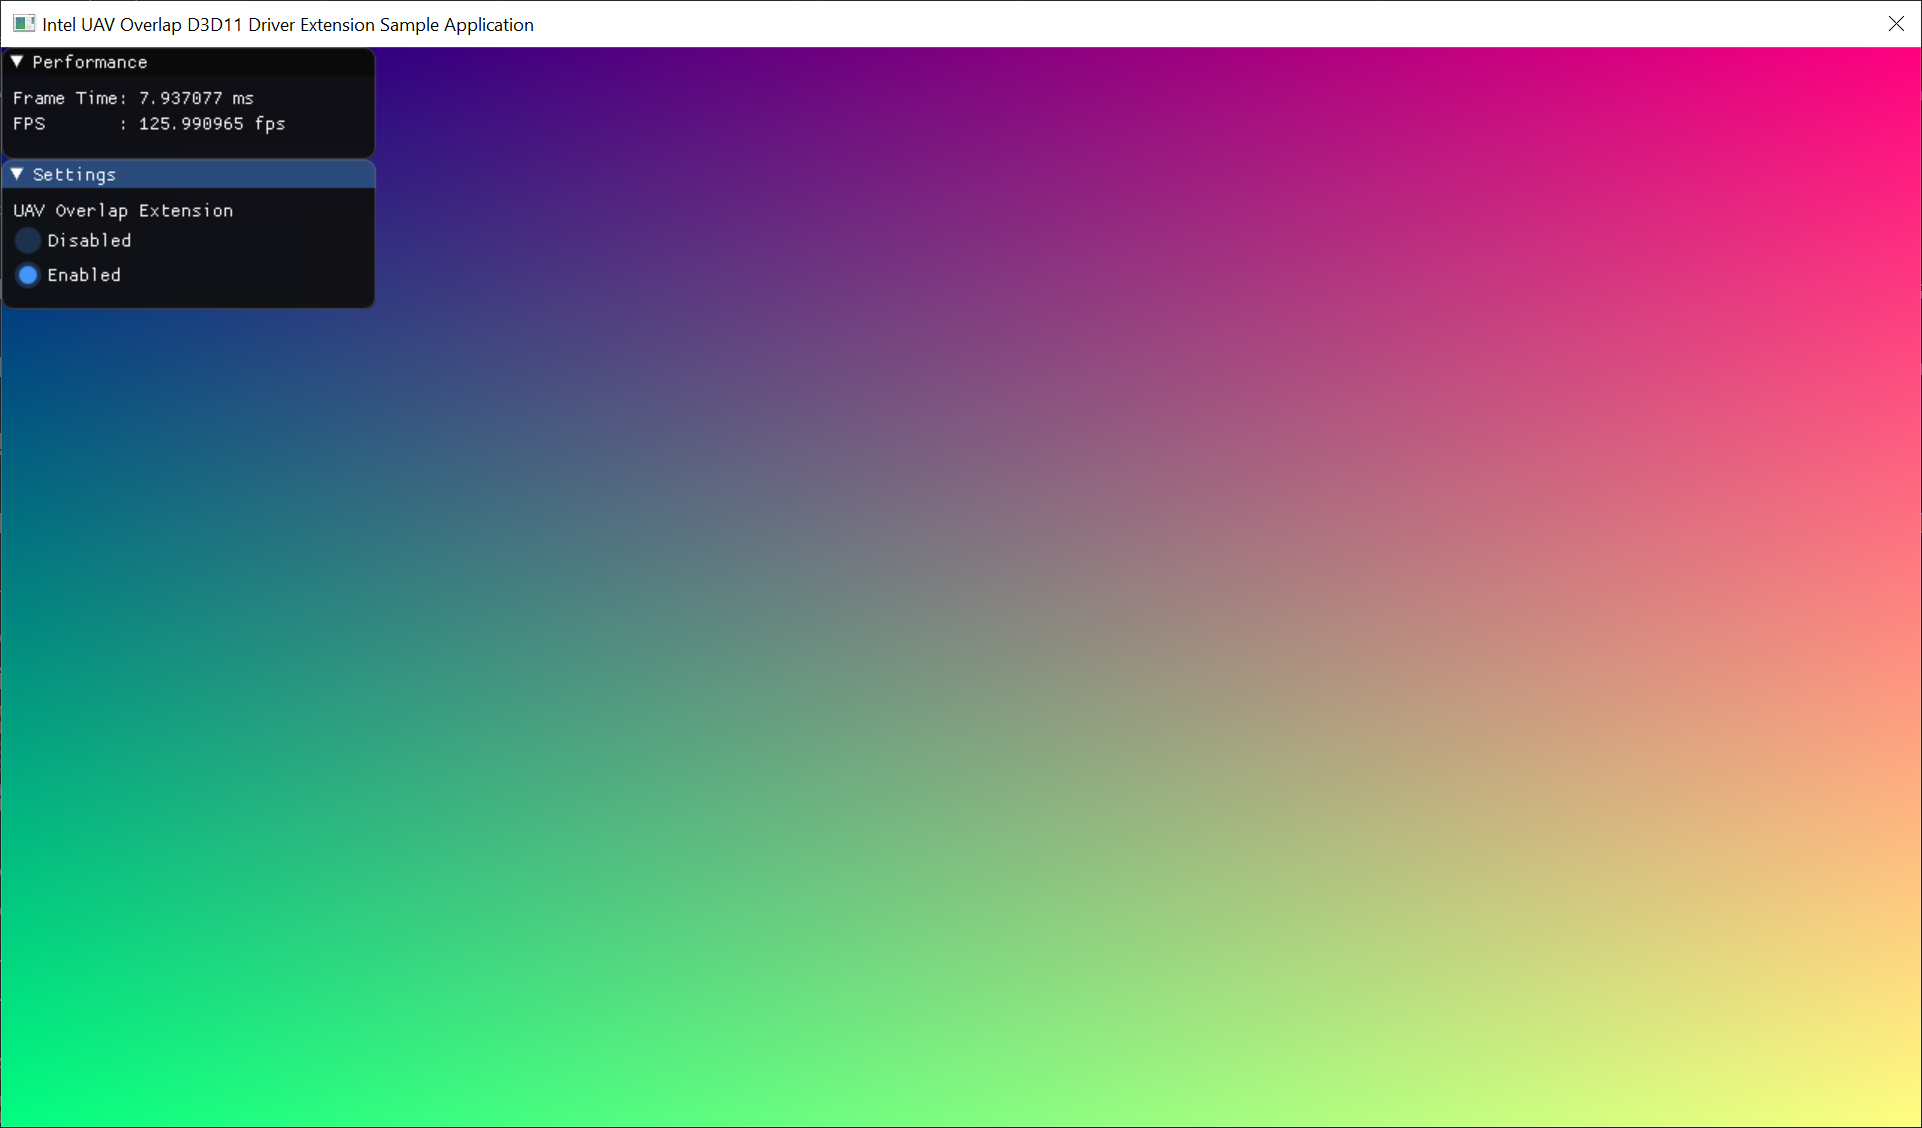 Intel UAV Overlap D3D11 Driver Extension Sample Application
Performance
Frame Time: 7.937077 ms
FPS       : 125.990965 fps
Settings
UAV Overlap Extension
Disabled
Enabled